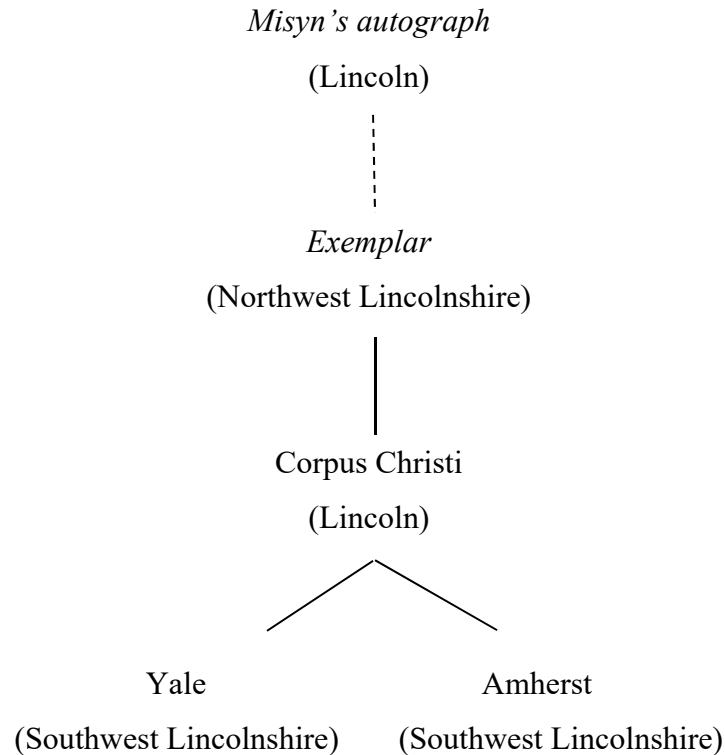 Misyn’s autograph
(Lincoln)
Exemplar
(Northwest Lincolnshire)
Corpus Christi
(Lincoln)
Yale Amherst
(Southwest Lincolnshire) (Southwest Lincolnshire)